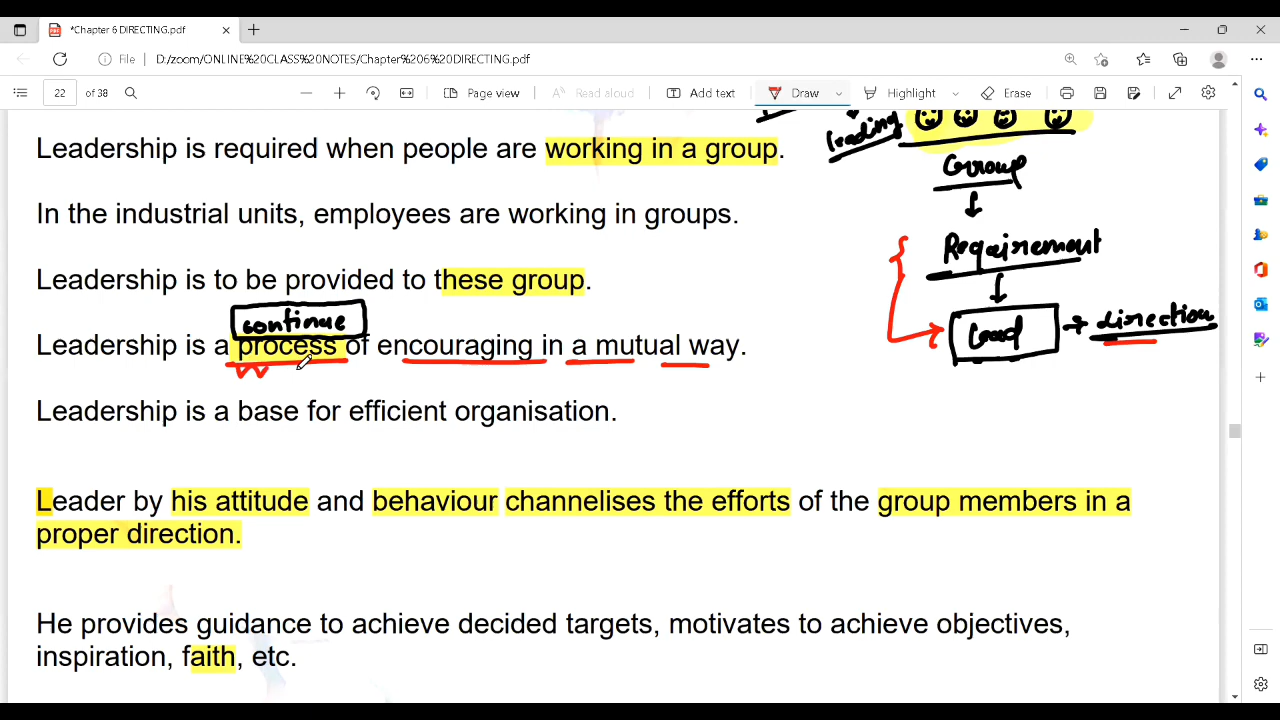 *Chapter 6 DIRECTING.pdf
File D:/zoom/ONLINE%20CLASS%20NOTES/Chapter%206%20DIRECTING.pdf
22 of 38 Page view Read aloud Add text Draw Highlight Erase
leading
Leadership is required when people are working in a group.
Group
In the industrial units, employees are working in groups.
Requirement
Leadership is to be provided to these group.
continue
Lead → direction
Leadership is a process of encouraging in a mutual way.
Leadership is a base for efficient organisation.
Leader by his attitude and behaviour channelises the efforts of the group members in a
proper direction.
He provides guidance to achieve decided targets, motivates to achieve objectives,
inspiration, faith, etc.